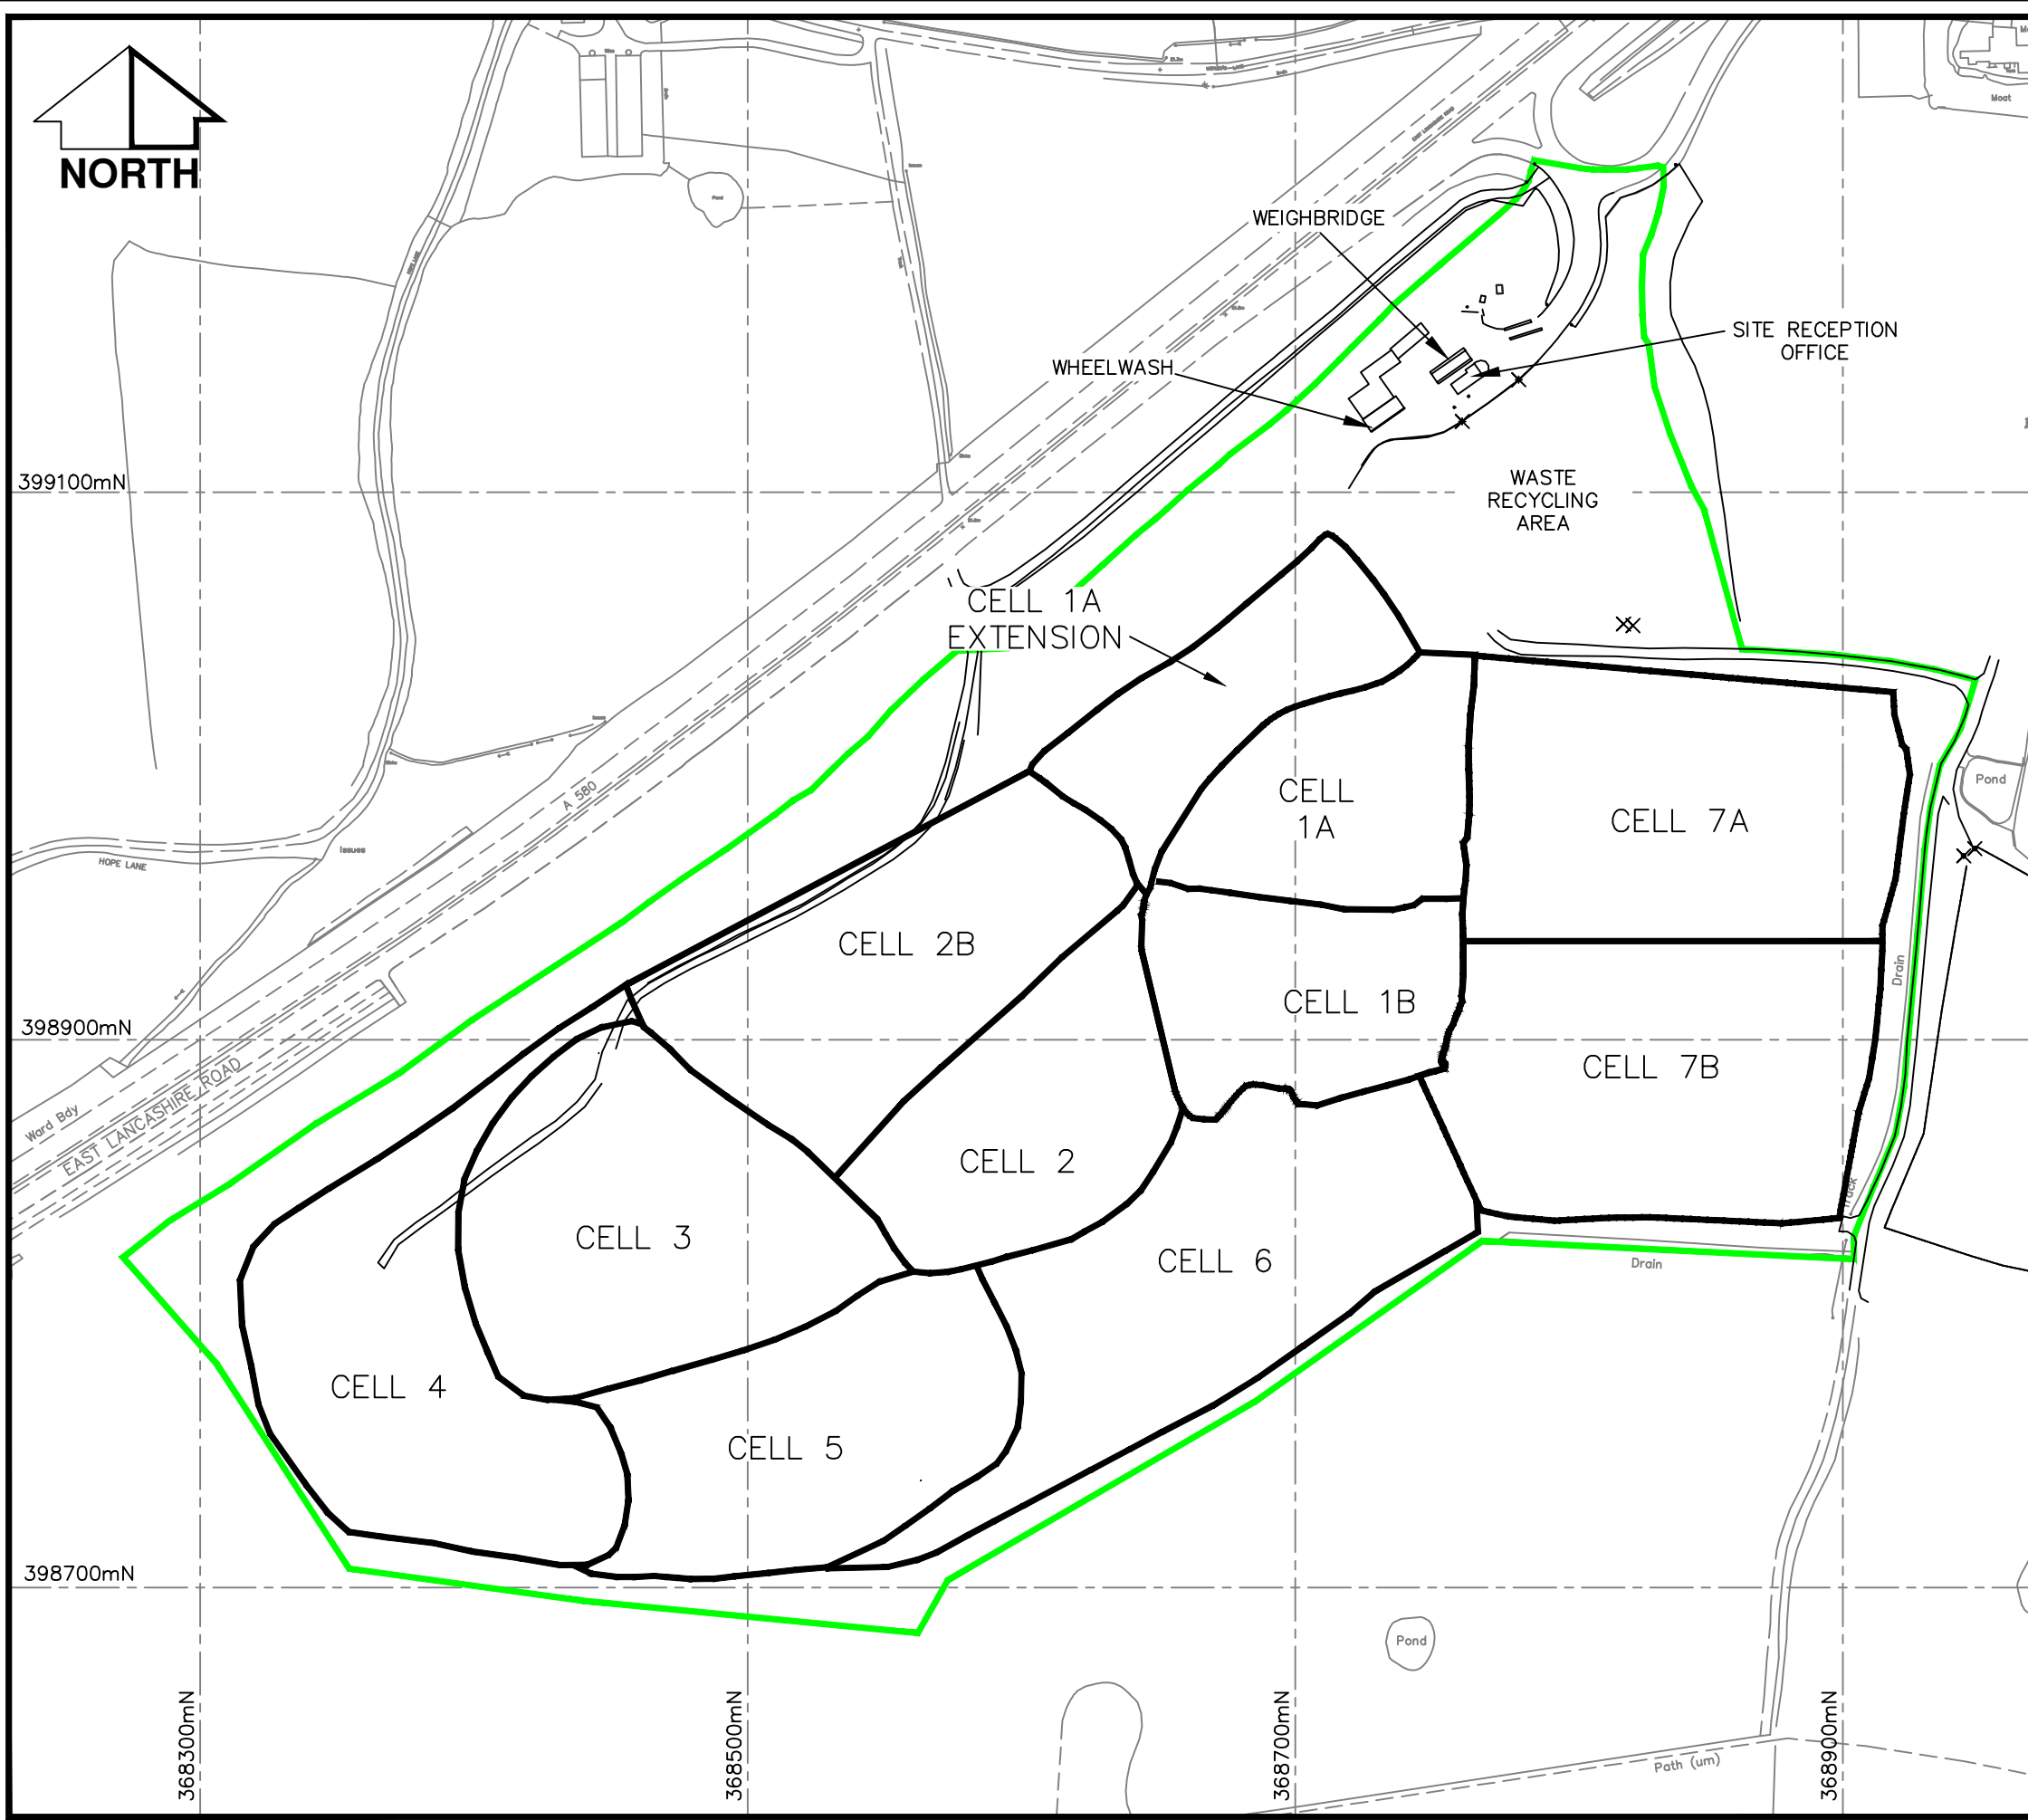 Moat
NORTH
Pond
WEIGHBRIDGE
SITE RECEPTION
OFFICE
WHEELWASH
399100mN
WASTE
RECYCLING
AREA
CELL 1A
EXTENSION
Pond
CELL
1A
CELL 7A
A 580
Issues
HOPE LANE
CELL 2B
Drain
CELL 1B
398900mN
CELL 7B
Ward Bdy
EAST LANCASHIRE ROAD
CELL 2
CELL 3
CELL 6
Drain
CELL 4
CELL 5
398700mN
Pond
368300mN
368500mN
368700mN
368900mN
Path (um)